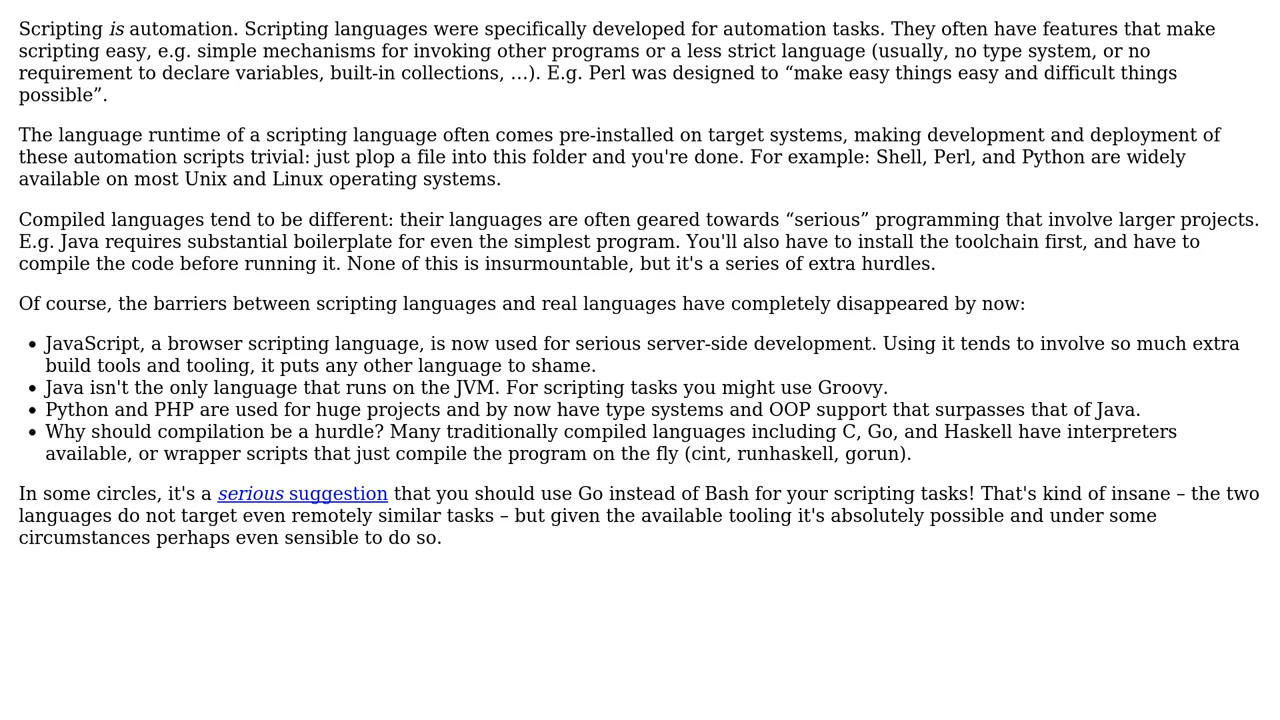 Scripting is automation. Scripting languages were specifically developed for automation tasks. They often have features that make
scripting easy, e.g. simple mechanisms for invoking other programs or a less strict language (usually, no type system, or no
requirement to declare variables, built-in collections, …). E.g. Perl was designed to “make easy things easy and difficult things
possible”.
The language runtime of a scripting language often comes pre-installed on target systems, making development and deployment of
these automation scripts trivial: just plop a file into this folder and you're done. For example: Shell, Perl, and Python are widely
available on most Unix and Linux operating systems.
Compiled languages tend to be different: their languages are often geared towards “serious” programming that involve larger projects.
E.g. Java requires substantial boilerplate for even the simplest program. You'll also have to install the toolchain first, and have to
compile the code before running it. None of this is insurmountable, but it's a series of extra hurdles.
Of course, the barriers between scripting languages and real languages have completely disappeared by now:
• JavaScript, a browser scripting language, is now used for serious server-side development. Using it tends to involve so much extra
build tools and tooling, it puts any other language to shame.
• Java isn't the only language that runs on the JVM. For scripting tasks you might use Groovy.
• Python and PHP are used for huge projects and by now have type systems and OOP support that surpasses that of Java.
• Why should compilation be a hurdle? Many traditionally compiled languages including C, Go, and Haskell have interpreters
available, or wrapper scripts that just compile the program on the fly (cint, runhaskell, gorun).
In some circles, it's a serious suggestion that you should use Go instead of Bash for your scripting tasks! That's kind of insane – the two
languages do not target even remotely similar tasks – but given the available tooling it's absolutely possible and under some
circumstances perhaps even sensible to do so.